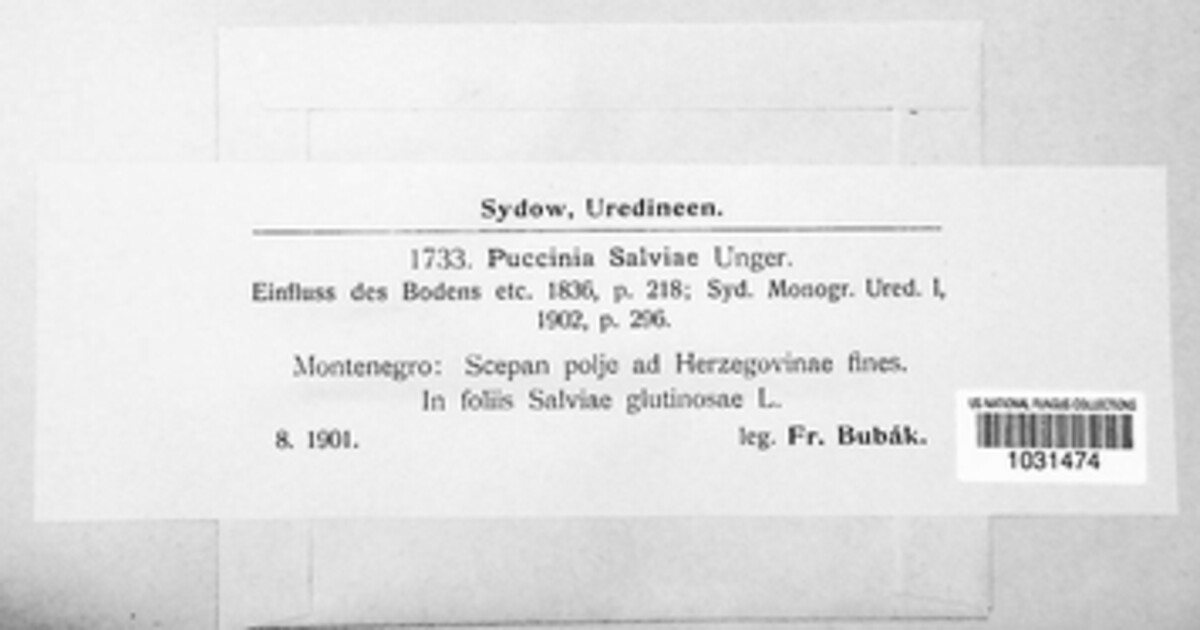 Sydow, Uredineen.
1733. Puccinia Salviae Unger.
Einfluss des Bodens etc. 1836, p. 218; Syd. Monogr. Ured. I,
1902, p. 296.
Montenegro: Scepan polje ad Herzegovinae fines.
In foliis Salviae glutinosae L.
8. 1901.
leg. Fr. Bubák.
US NATIONAL FUNGUS COLLECTIONS
1031474